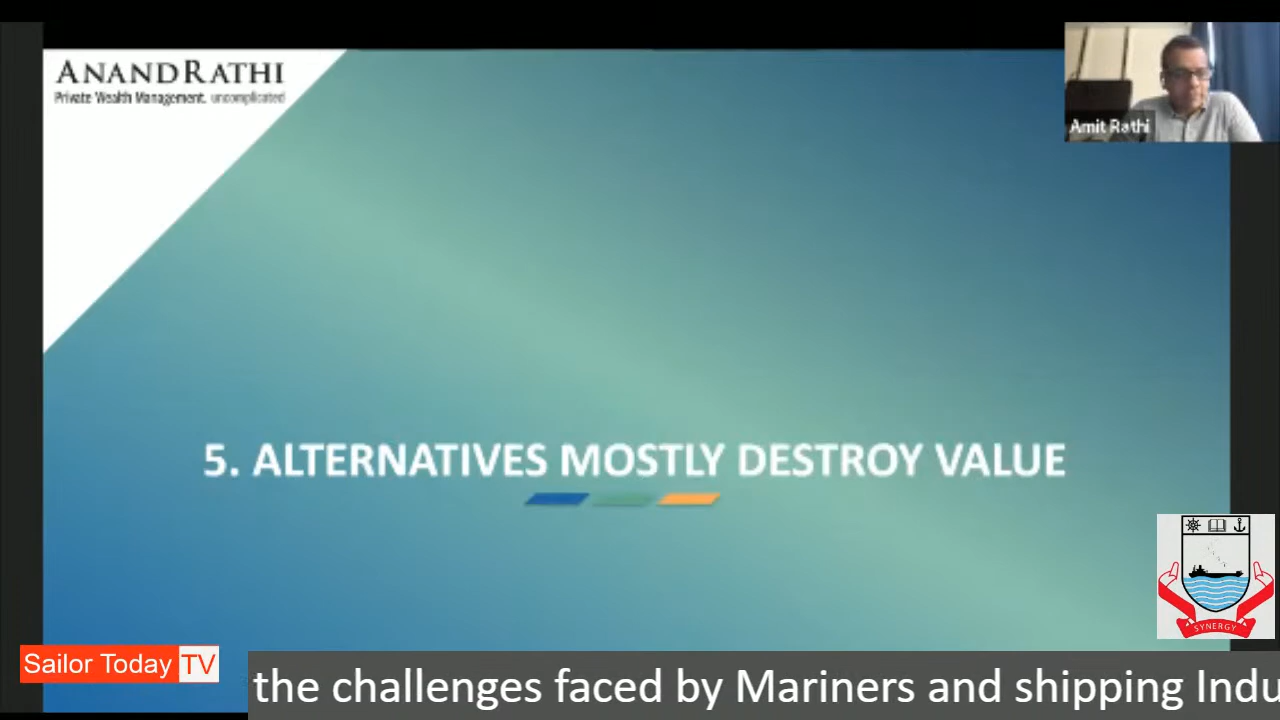 ANANDRATHI
Private Wealth Management. uncomplicated
Amit Rathi
5. ALTERNATIVES MOSTLY DESTROY VALUE
SYNERGY
Sailor Today TV
the challenges faced by Mariners and shipping Indu